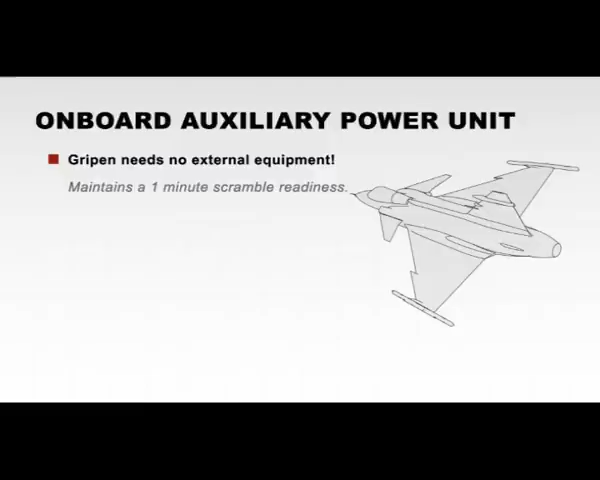 ONBOARD AUXILIARY POWER UNIT
Gripen needs no external equipment!
Maintains a 1 minute scramble readiness.